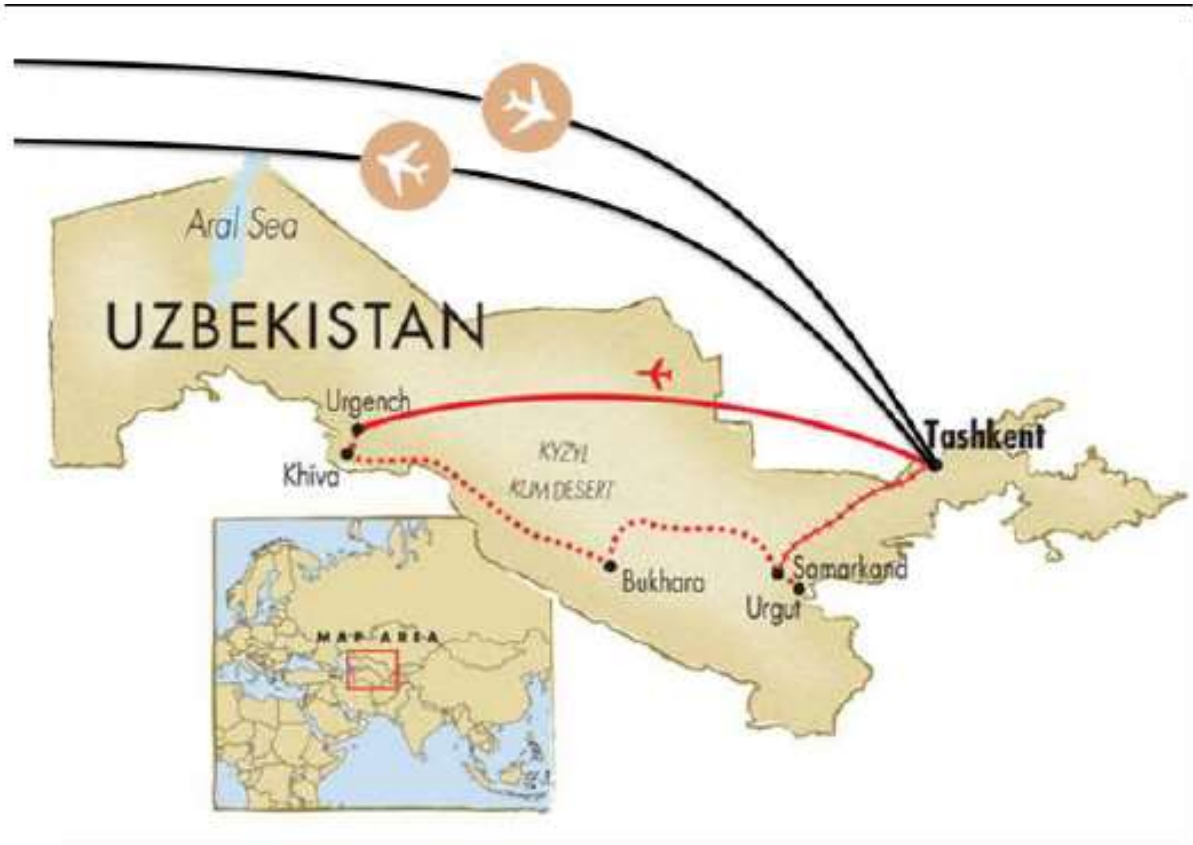 Aral Sea
UZBEKISTAN
Urgench
Tashkent
Khiva
KYZYL
KUM DESERT
Bukhara
Samarkand
Urgut
MAP AREA